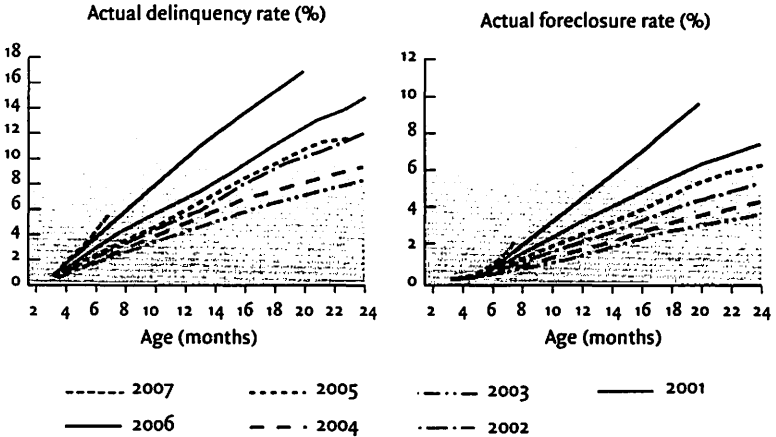 Actual delinquency rate (%)
18
16
14
12
10
8
6
4
2
0
2 4 6 8 10 12 14 16 18 20 22 24
Age (months)
Actual foreclosure rate (%)
12
10
8
6
4
2
0
2 4 6 8 10 12 14 16 18 20 22 24
Age (months)
2007 2005 2003 2001
2006 2004 2002